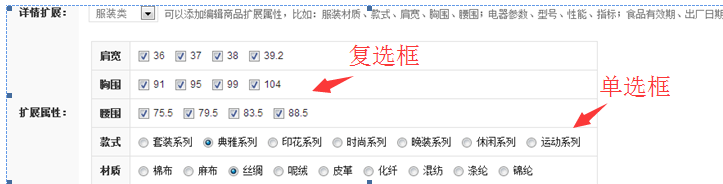 详情扩展： 服装类 可以添加编辑商品扩展属性，比如：服装材质、款式、肩宽、胸围、腰围；电器参数、型号、性能、指标；食品有效期、出厂日期
肩宽 36 37 38 39.2
复选框
胸围 91 95 99 104
单选框
扩展属性： 腰围 75.5 79.5 83.5 88.5
款式 套装系列 典雅系列 印花系列 时尚系列 晚装系列 休闲系列 运动系列
材质 棉布 麻布 丝绸 呢绒 皮革 化纤 混纺 涤纶 锦纶